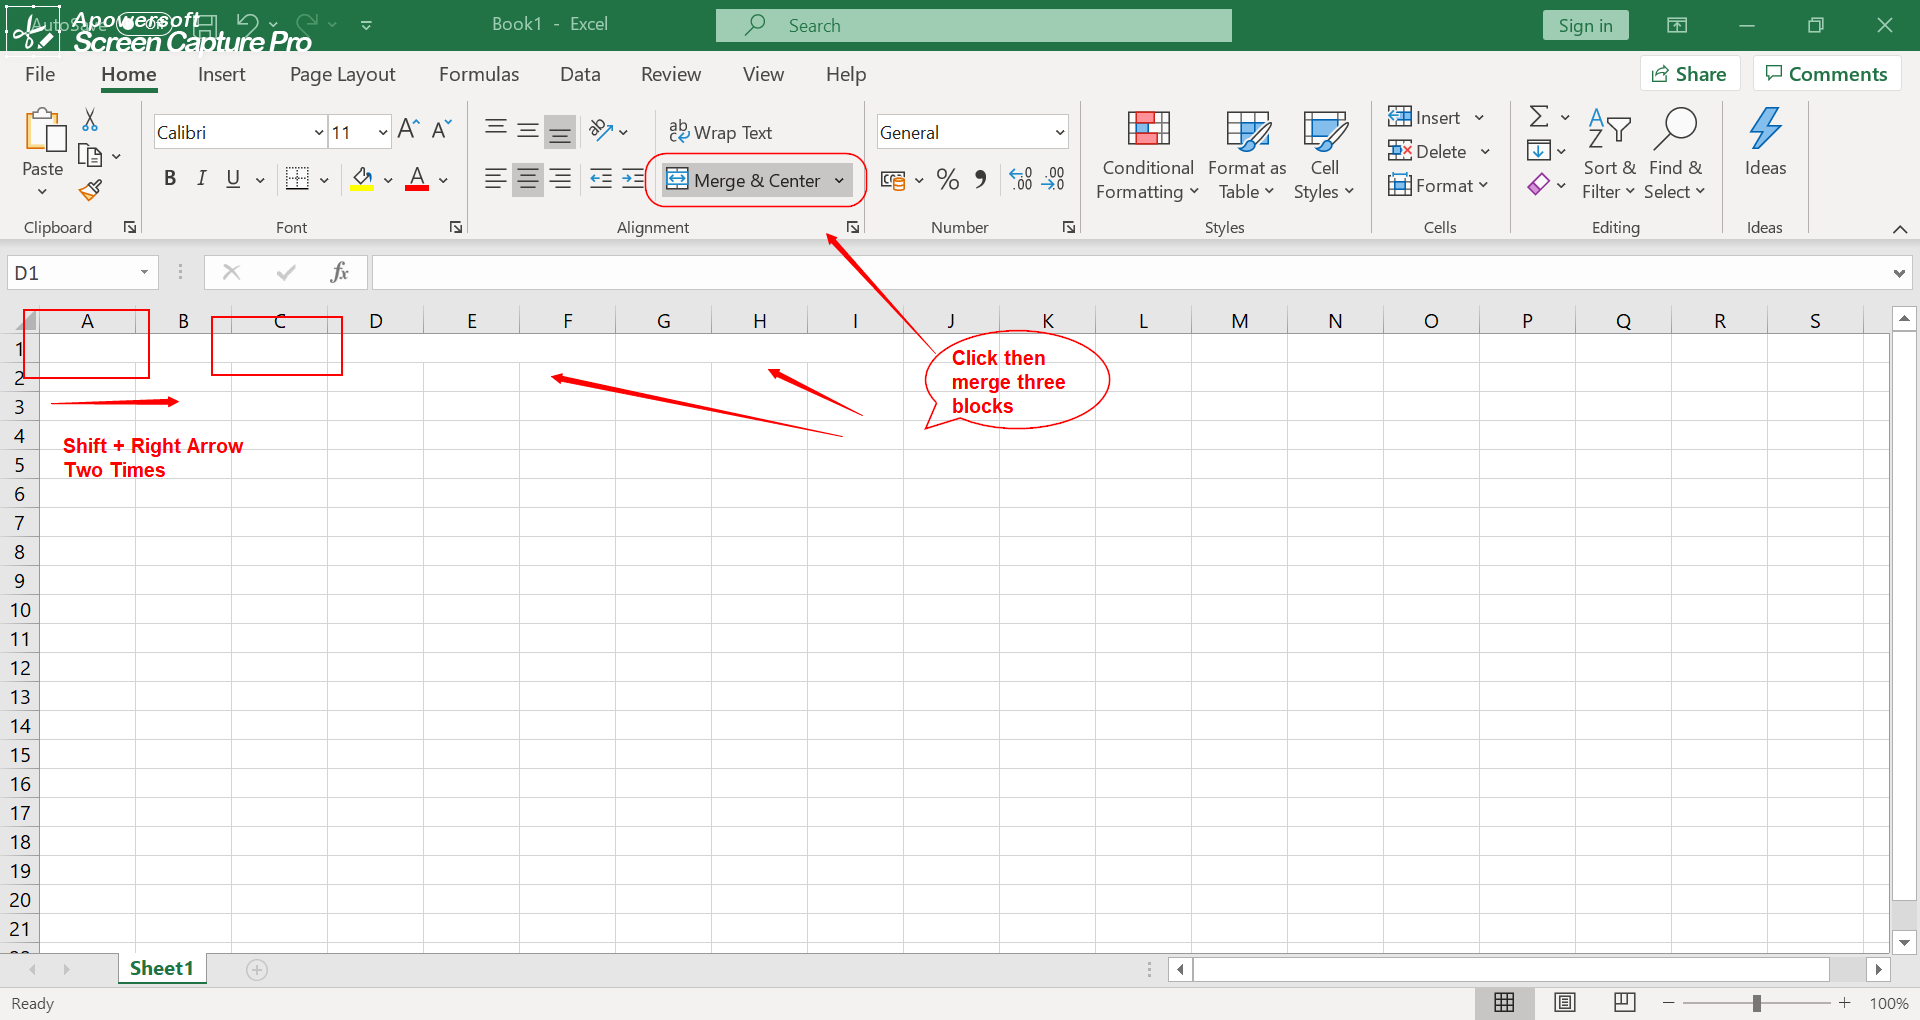 Apowersoft
Screen Capture Pro
AutoSave Off
Book1 - Excel
Search
Sign in
File Home Insert Page Layout Formulas Data Review View Help
Share Comments
Calibri 11
ab Wrap Text
General
Insert
Delete
Format
Paste
B I U
Merge & Center
Conditional Formatting
Format as Table
Cell Styles
Sort & Filter
Find & Select
Ideas
Clipboard Font Alignment Number Styles Cells Editing Ideas
D1
fx
A B C D E F G H I J K L M N O P Q R S
1
2
3
4
5
6
7
8
9
10
11
12
13
14
15
16
17
18
19
20
21
Click then
merge three
blocks
Shift + Right Arrow
Two Times
Sheet1
Ready
100%